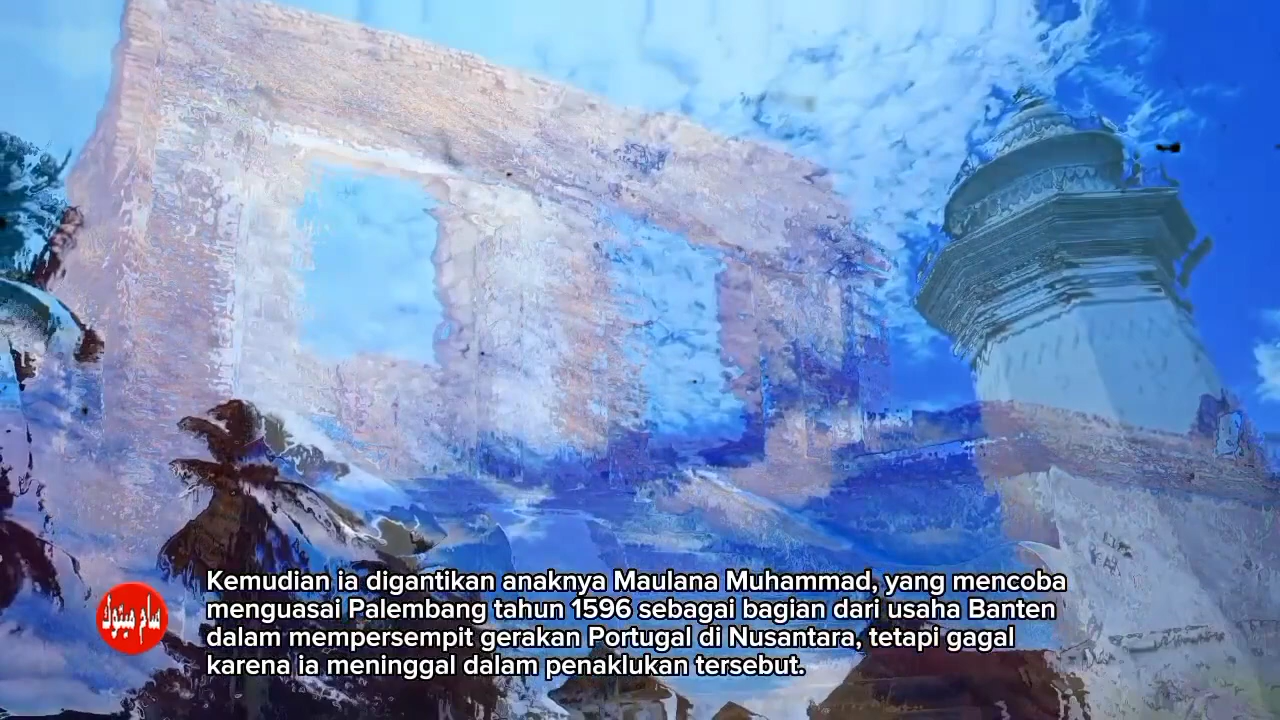 Kemudian ia digantikan anaknya Maulana Muhammad, yang mencoba
menguasai Palembang tahun 1596 sebagai bagian dari usaha Banten
dalam mempersempit gerakan Portugal di Nusantara, tetapi gagal
karena ia meninggal dalam penaklukan tersebut.
سام ميتوك